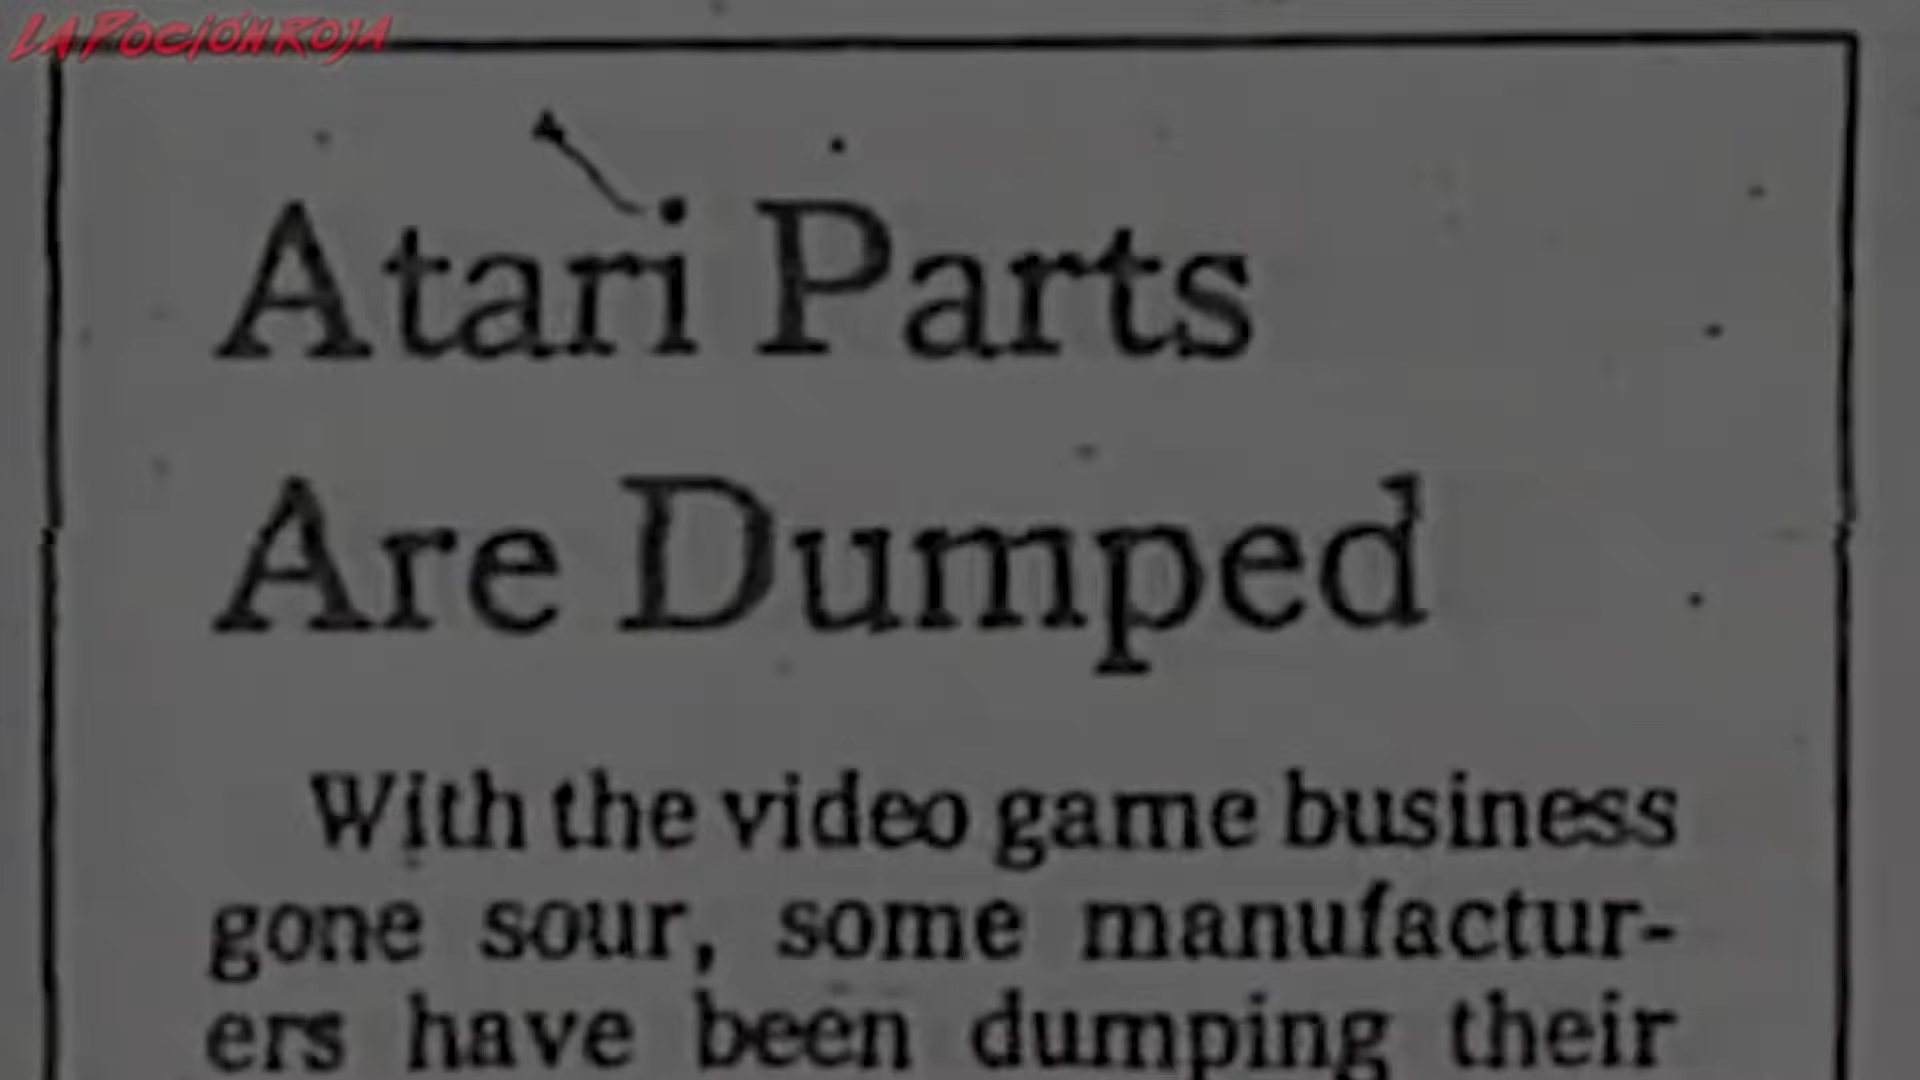 LA POCIÓN ROJA
Atari Parts
Are Dumped
With the video game business
gone sour, some manufactur-
ers have been dumping their